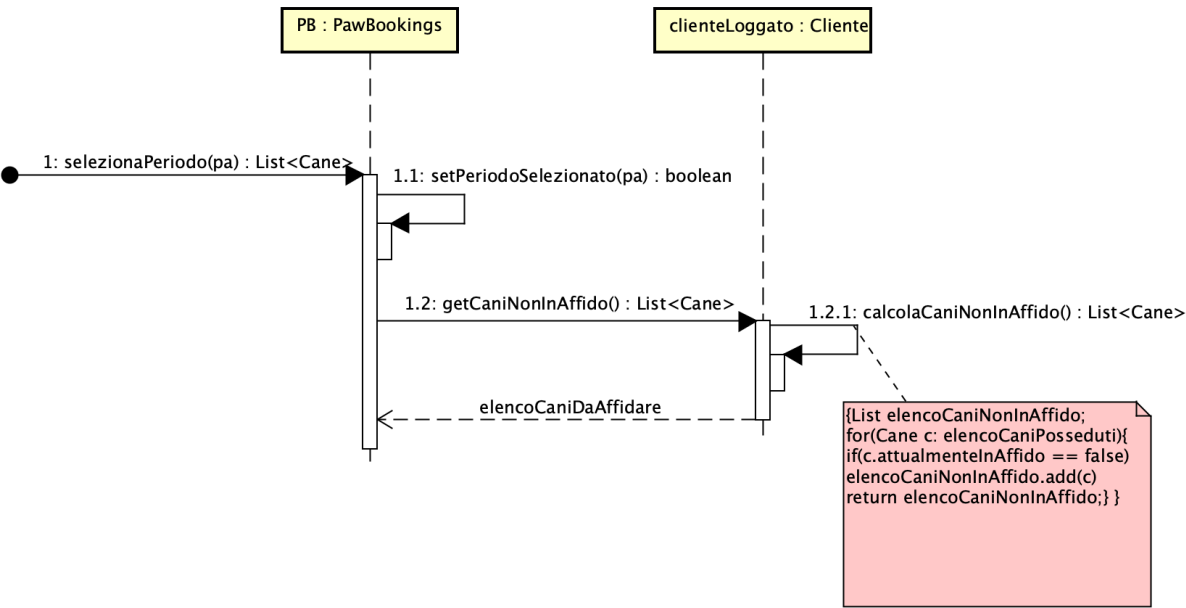 PB : PawBookings
clienteLoggato : Cliente
1: selezionaPeriodo(pa) : List<Cane>
1.1: setPeriodoSelezionato(pa) : boolean
1.2: getCaniNonInAffido() : List<Cane>
1.2.1: calcolaCaniNonInAffido() : List<Cane>
elencoCaniDaAffidare
{List elencoCaniNonInAffido;
for(Cane c: elencoCaniPosseduti){
if(c.attualmenteInAffido == false)
elencoCaniNonInAffido.add(c)
return elencoCaniNonInAffido;} }